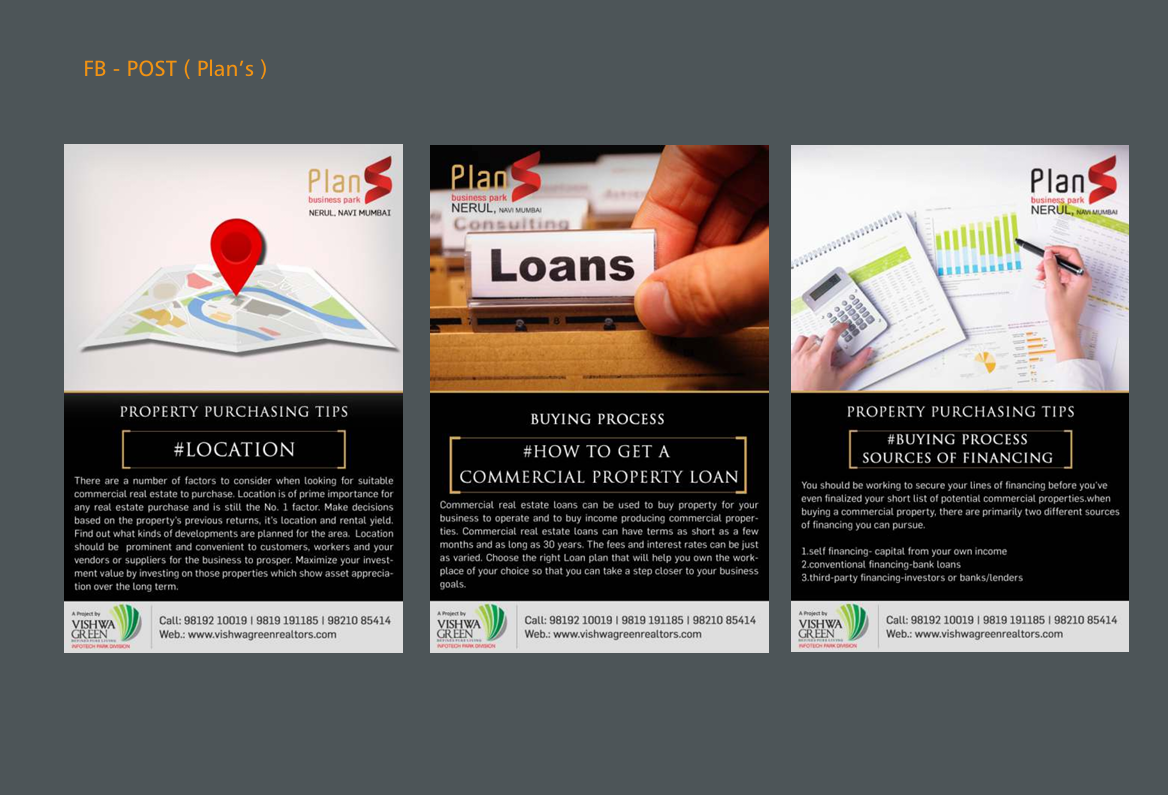 FB - POST ( Plan's )
Plan S
business park
NERUL, NAVI MUMBAI
PROPERTY PURCHASING TIPS
#LOCATION
There are a number of factors to consider when looking for suitable
commercial real estate to purchase. Location is of prime importance for
any real estate purchase and is still the No. 1 factor. Make decisions
based on the property's previous returns, it's location and rental yield.
Find out what kinds of developments are planned for the area. Location
should be prominent and convenient to customers, workers and your
vendors or suppliers for the business to prosper. Maximize your invest-
ment value by investing on those properties which show asset apprecia-
tion over the long term.
A Project by
VISHWA
GREEN
INFOTECH PARK DIVISION
Call: 98192 10019 | 9819 191185 | 98210 85414
Web.: www.vishwagreenrealtors.com
Plan S
business park
NERUL, NAVI MUMBAI
Consulting
Loans
BUYING PROCESS
#HOW TO GET A
COMMERCIAL PROPERTY LOAN
Commercial real estate loans can be used to buy property for your
business to operate and to buy income producing commercial proper-
ties. Commercial real estate loans can have terms as short as a few
months and as long as 30 years. The fees and interest rates can be just
as varied. Choose the right Loan plan that will help you own the work-
place of your choice so that you can take a step closer to your business
goals.
A Project by
VISHWA
GREEN
INFOTECH PARK DIVISION
Call: 98192 10019 | 9819 191185 | 98210 85414
Web.: www.vishwagreenrealtors.com
Plan S
business park
NERUL, NAVI MUMBAI
PROPERTY PURCHASING TIPS
#BUYING PROCESS
SOURCES OF FINANCING
You should be working to secure your lines of financing before you've
even finalized your short list of potential commercial properties.when
buying a commercial property, there are primarily two different sources
of financing you can pursue.
1.self financing- capital from your own income
2.conventional financing-bank loans
3.third-party financing-investors or banks/lenders
A Project by
VISHWA
GREEN
INFOTECH PARK DIVISION
Call: 98192 10019 | 9819 191185 | 98210 85414
Web.: www.vishwagreenrealtors.com